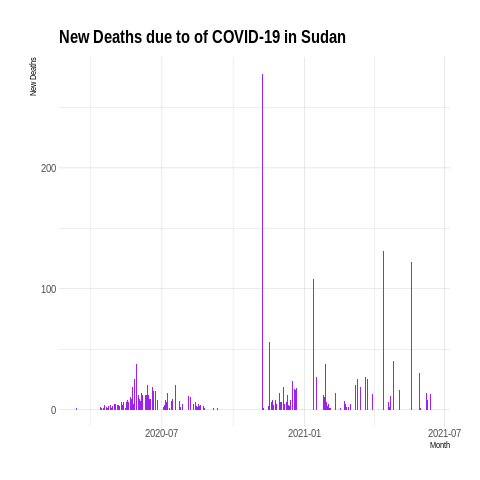 New Deaths due to of COVID-19 in Sudan
New Deaths
200
100
0
2020-07
2021-01
2021-07
Month